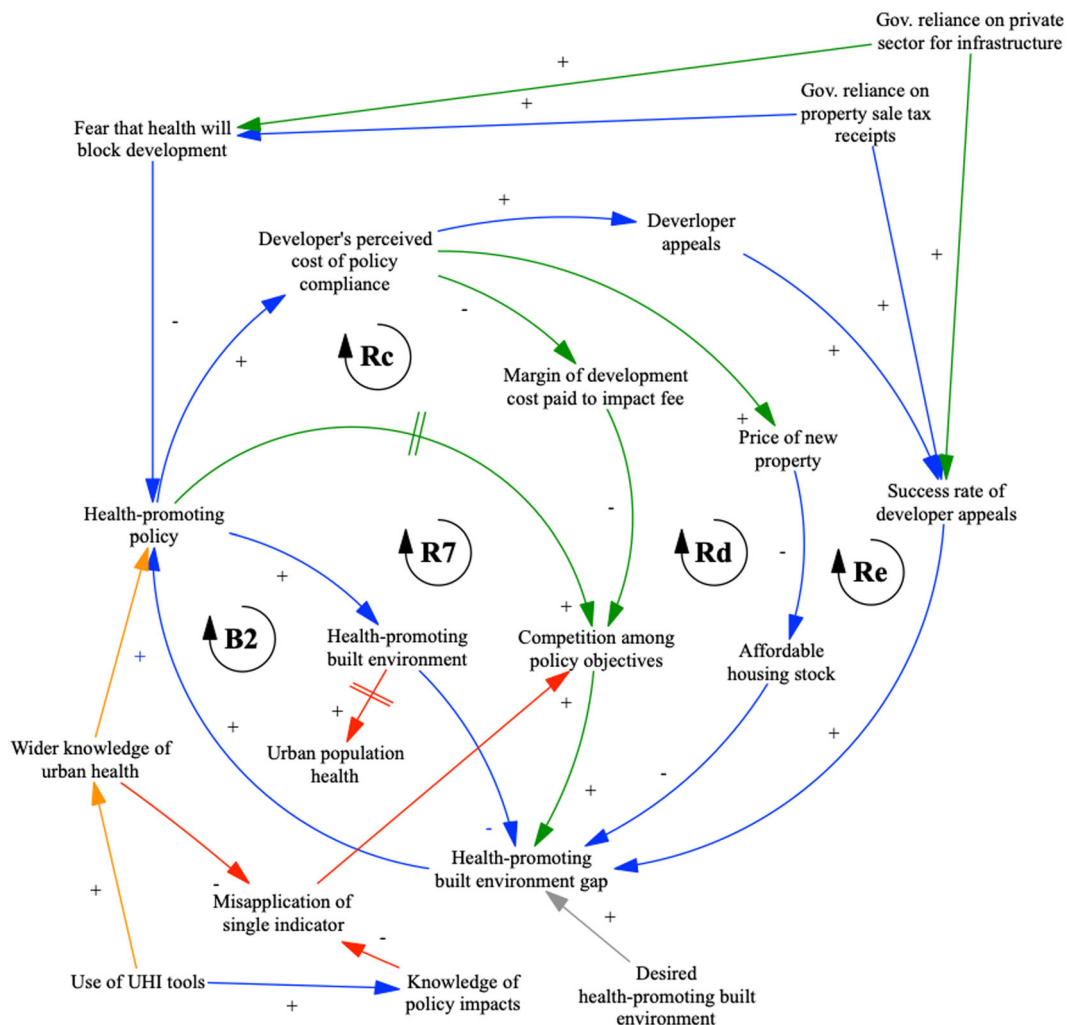 Gov. reliance on private
sector for infrastructure
+
Gov. reliance on
property sale tax
receipts
+
Fear that health will
block development
+
Deverloper
appeals
Developer's perceived
cost of policy
compliance
+
+
-
-
+
+
Rc
Margin of development
cost paid to impact fee
+
Price of new
property
Success rate of
developer appeals
Health-promoting
policy
-
R7
Rd
-
Re
+
+
B2
Health-promoting
built environment
Competition among
policy objectives
Affordable
housing stock
+
+
+
+
+
Wider knowledge of
urban health
Urban population
health
-
+
-
Health-promoting
built environment gap
-
+
Misapplication of
single indicator
+
-
Use of UHI tools
+
Knowledge of
policy impacts
Desired
health-promoting built
environment